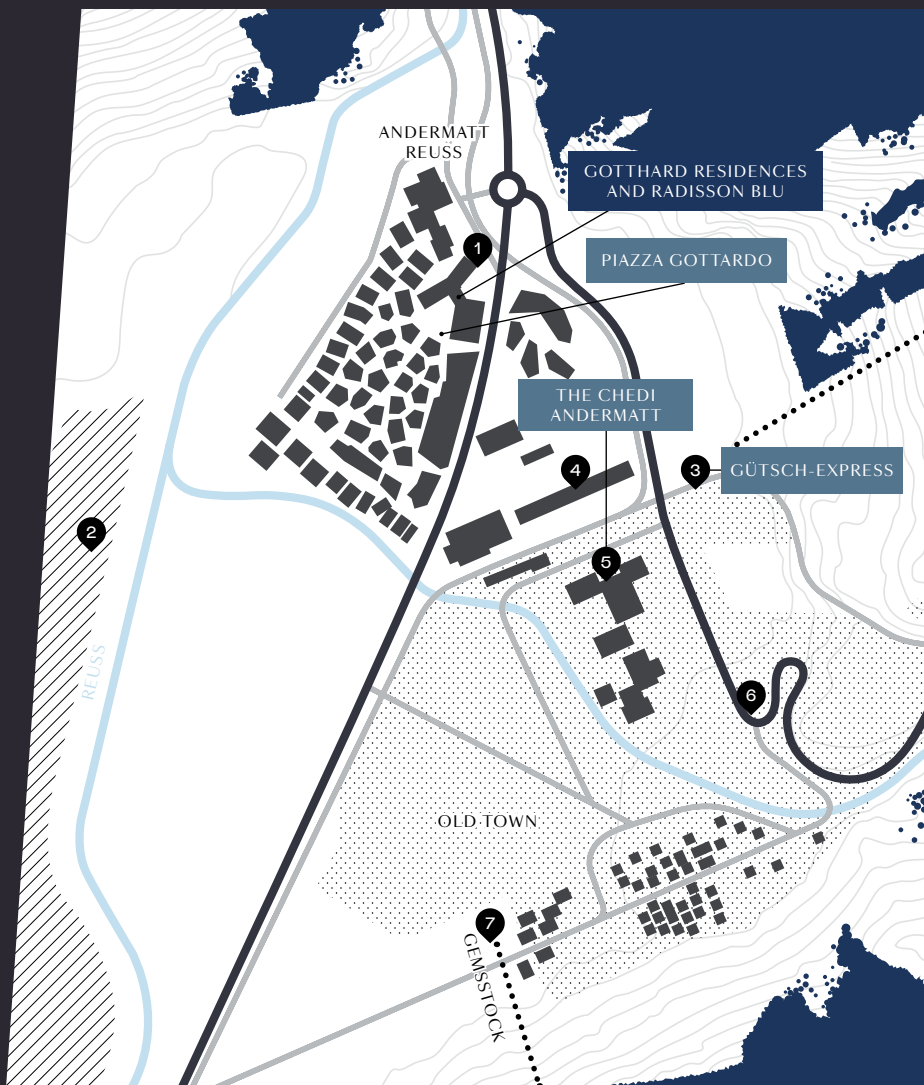 ANDERMATT
REUSS
GOTTHARD RESIDENCES
AND RADISSON BLU
1
PIAZZA GOTTARDO
THE CHEDI
ANDERMATT
4
3
GÜTSCH-EXPRESS
2
5
REUSS
6
OLD TOWN
7
GEMSSTOCK